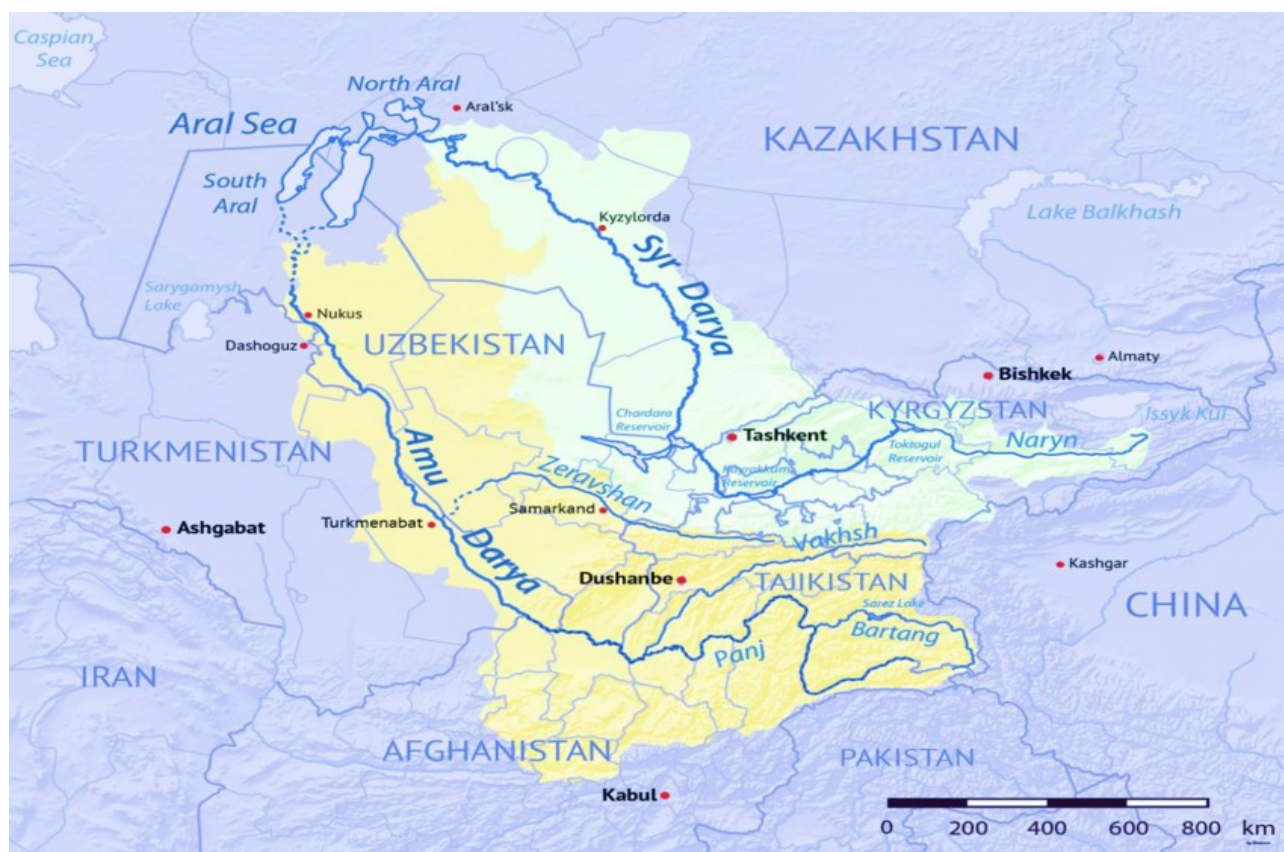 Caspian
Sea
North Aral
Aral'sk
Aral Sea
KAZAKHSTAN
South
Aral
Lake Balkhash
Kyzylorda
Syr Darya
Sarygamysh
Lake
Nukus
UZBEKISTAN
Dashoguz
Almaty
Bishkek
KYRGYZSTAN
Issyk Kul
Chardara
Reservoir
Tashkent
Toktogul
Reservoir
Naryn
TURKMENISTAN
Amu
Darya
Zeravshan
Kayrakkum
Reservoir
Samarkand
Turkmenabat
Ashgabat
Vakhsh
Dushanbe
TAJIKISTAN
Kashgar
Sarez Lake
CHINA
Bartang
Panj
IRAN
AFGHANISTAN
PAKISTAN
Kabul
0 200 400 600 800 km